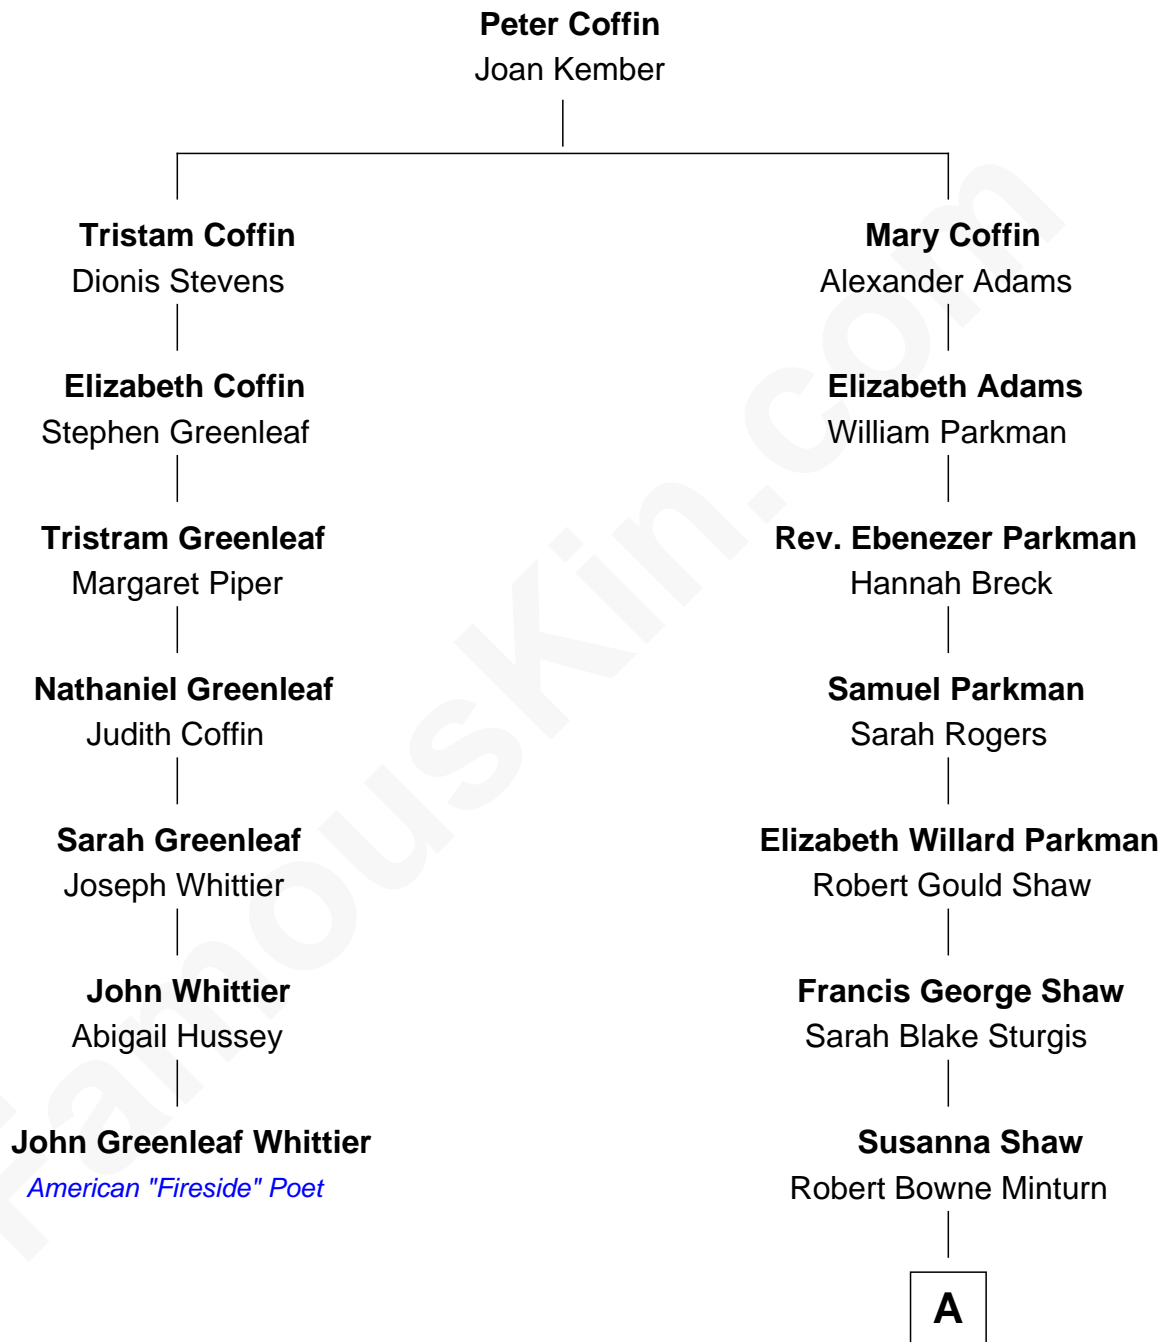 Peter Coffin
Joan Kember
Tristam Coffin
Dionis Stevens
Mary Coffin
Alexander Adams
Elizabeth Coffin
Stephen Greenleaf
Elizabeth Adams
William Parkman
Tristram Greenleaf
Margaret Piper
Rev. Ebenezer Parkman
Hannah Breck
Nathaniel Greenleaf
Judith Coffin
Samuel Parkman
Sarah Rogers
Sarah Greenleaf
Joseph Whittier
Elizabeth Willard Parkman
Robert Gould Shaw
John Whittier
Abigail Hussey
Francis George Shaw
Sarah Blake Sturgis
John Greenleaf Whittier
American "Fireside" Poet
Susanna Shaw
Robert Bowne Minturn
A
FamousKin.com